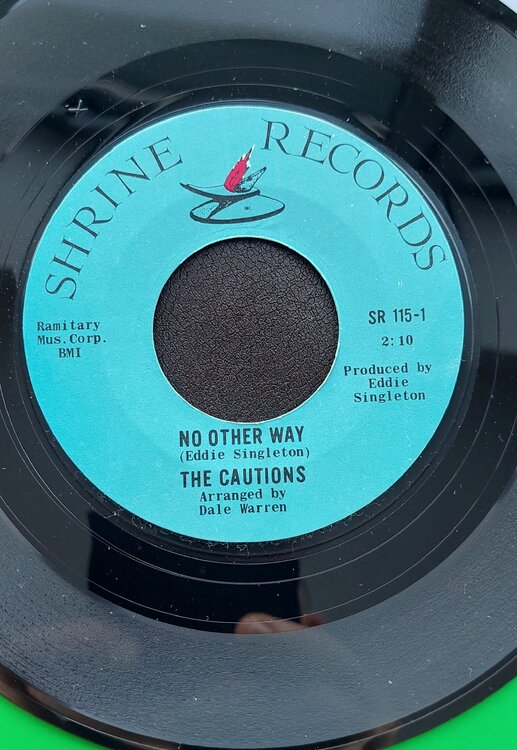 SHRINE RECORDS
INC.
Ramitary
Mus.Corp.
BMI
SR 115-1
2:10
Produced by
Eddie
Singleton
NO OTHER WAY
(Eddie Singleton)
THE CAUTIONS
Arranged by
Dale Warren